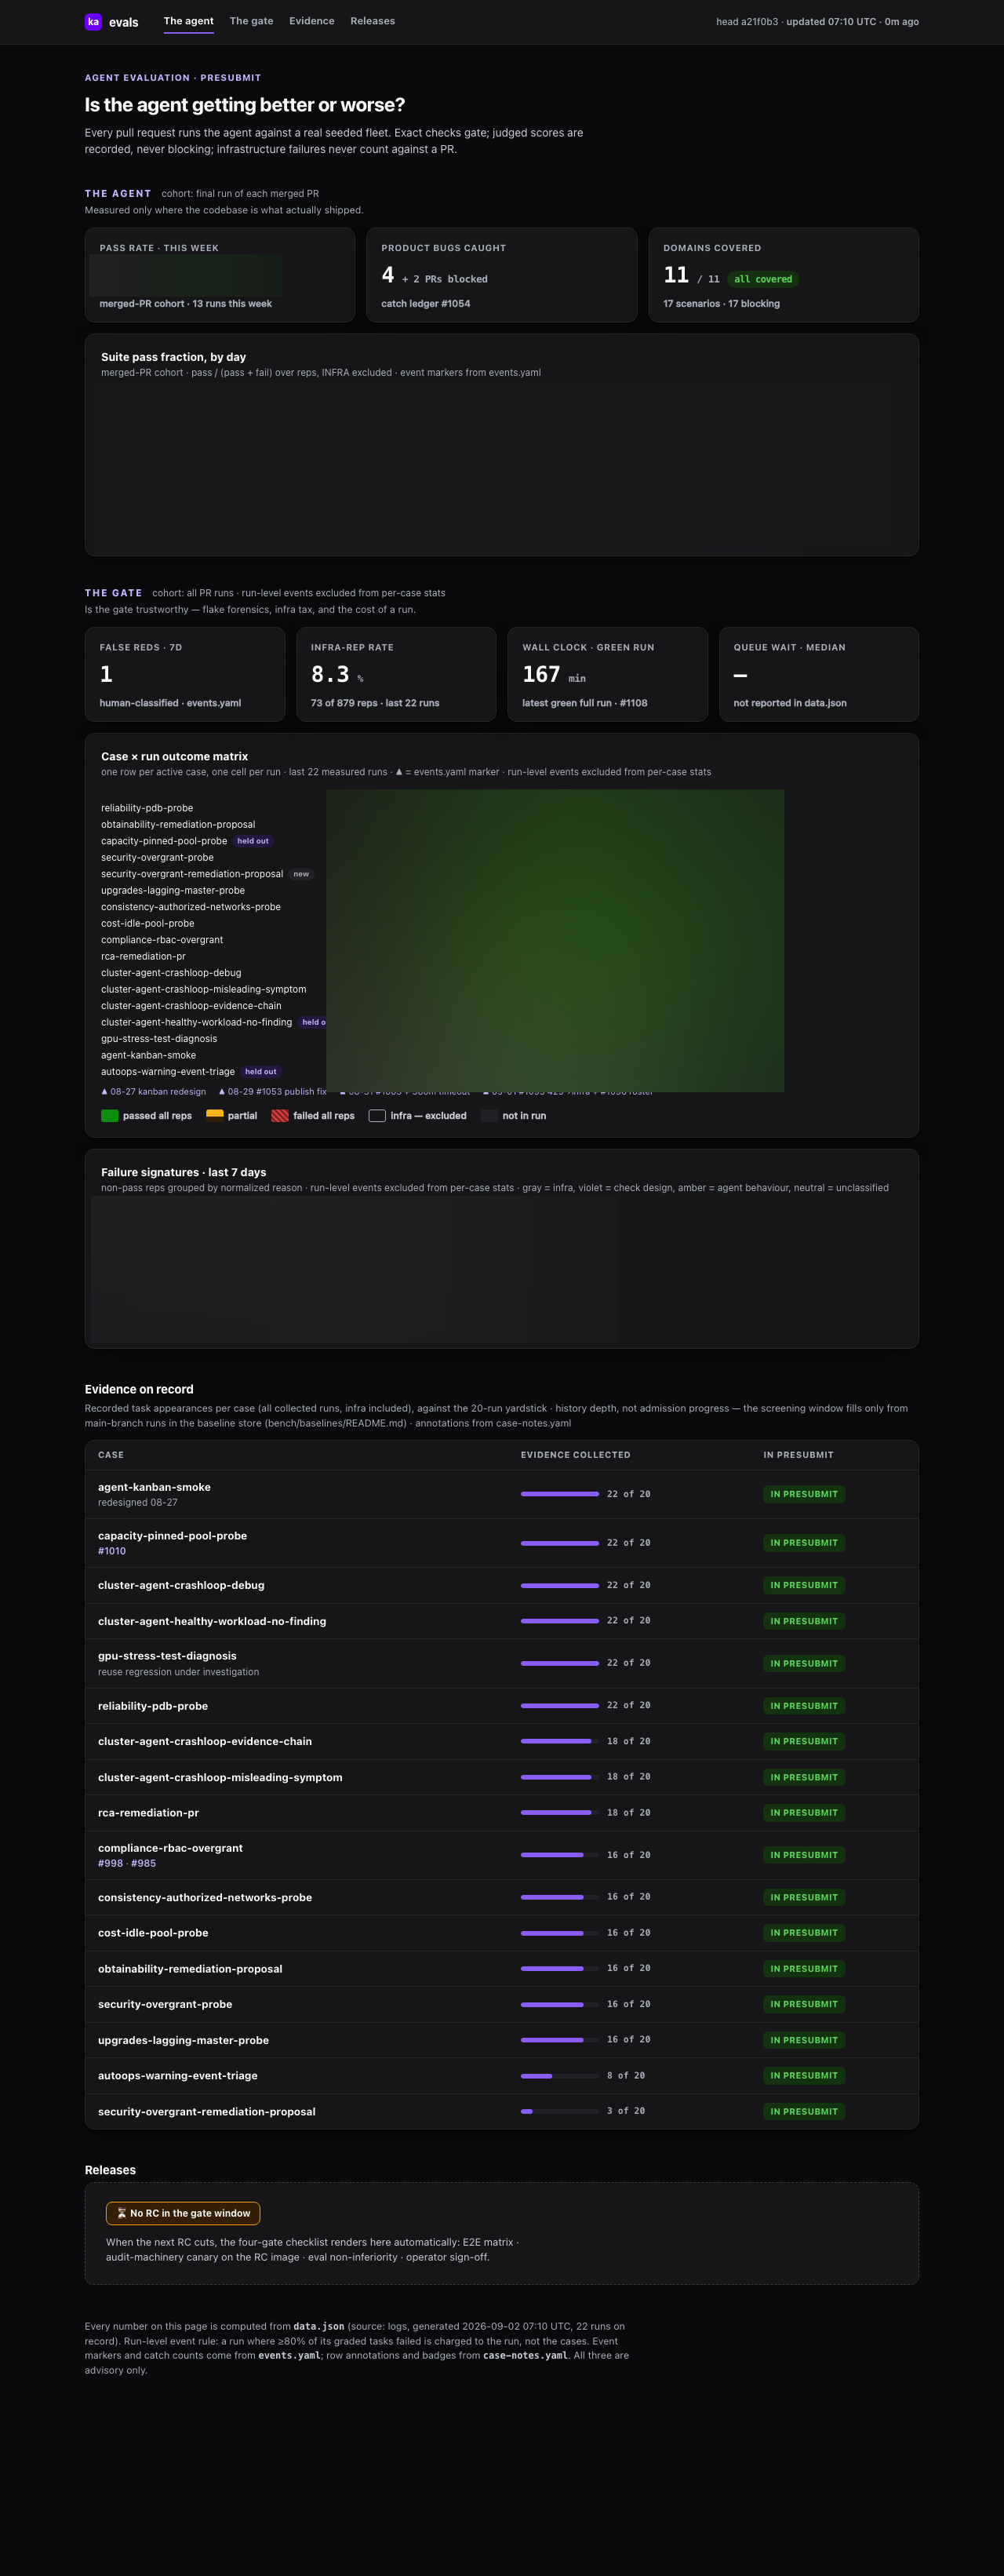 ka evals The agent The gate Evidence Releases head a21f0b3 · updated 07:10 UTC · 0m ago
AGENT EVALUATION · PRESUBMIT
Is the agent getting better or worse?
Every pull request runs the agent against a real seeded fleet. Exact checks gate; judged scores are
recorded, never blocking; infrastructure failures never count against a PR.
THE AGENT cohort: final run of each merged PR
Measured only where the codebase is what actually shipped.
PASS RATE · THIS WEEK
merged-PR cohort · 13 runs this week
PRODUCT BUGS CAUGHT
4 + 2 PRs blocked
catch ledger #1054
DOMAINS COVERED
11 / 11 all covered
17 scenarios · 17 blocking
Suite pass fraction, by day
merged-PR cohort · pass / (pass + fail) over reps, INFRA excluded · event markers from events.yaml
THE GATE cohort: all PR runs · run-level events excluded from per-case stats
Is the gate trustworthy — flake forensics, infra tax, and the cost of a run.
FALSE REDS · 7D
1
human-classified · events.yaml
INFRA-REP RATE
8.3 %
73 of 879 reps · last 22 runs
WALL CLOCK · GREEN RUN
167 min
latest green full run · #1108
QUEUE WAIT · MEDIAN
—
not reported in data.json
Case × run outcome matrix
one row per active case, one cell per run · last 22 measured runs · ▲ = events.yaml marker · run-level events excluded from per-case stats
reliability-pdb-probe
obtainability-remediation-proposal
capacity-pinned-pool-probe held out
security-overgrant-probe
security-overgrant-remediation-proposal new
upgrades-lagging-master-probe
consistency-authorized-networks-probe
cost-idle-pool-probe
compliance-rbac-overgrant
rca-remediation-pr
cluster-agent-crashloop-debug
cluster-agent-crashloop-misleading-symptom
cluster-agent-crashloop-evidence-chain
cluster-agent-healthy-workload-no-finding held
gpu-stress-test-diagnosis
agent-kanban-smoke
autoops-warning-event-triage held out
▲ 08-27 kanban redesign ▲ 08-29 #1053 publish fix
passed all reps partial failed all reps infra — excluded not in run
Failure signatures · last 7 days
non-pass reps grouped by normalized reason · run-level events excluded from per-case stats · gray = infra, violet = check design, amber = agent behaviour, neutral = unclassified
Evidence on record
Recorded task appearances per case (all collected runs, infra included), against the 20-run yardstick · history depth, not admission progress — the screening window fills only from
main-branch runs in the baseline store (bench/baselines/README.md) · annotations from case-notes.yaml
CASE EVIDENCE COLLECTED IN PRESUBMIT
agent-kanban-smoke 22 of 20 IN PRESUBMIT
redesigned 08-27
capacity-pinned-pool-probe 22 of 20 IN PRESUBMIT
#1010
cluster-agent-crashloop-debug 22 of 20 IN PRESUBMIT
cluster-agent-healthy-workload-no-finding 22 of 20 IN PRESUBMIT
gpu-stress-test-diagnosis 22 of 20 IN PRESUBMIT
reuse regression under investigation
reliability-pdb-probe 22 of 20 IN PRESUBMIT
cluster-agent-crashloop-evidence-chain 18 of 20 IN PRESUBMIT
cluster-agent-crashloop-misleading-symptom 18 of 20 IN PRESUBMIT
rca-remediation-pr 18 of 20 IN PRESUBMIT
compliance-rbac-overgrant 16 of 20 IN PRESUBMIT
#998 · #985
consistency-authorized-networks-probe 16 of 20 IN PRESUBMIT
cost-idle-pool-probe 16 of 20 IN PRESUBMIT
obtainability-remediation-proposal 16 of 20 IN PRESUBMIT
security-overgrant-probe 16 of 20 IN PRESUBMIT
upgrades-lagging-master-probe 16 of 20 IN PRESUBMIT
autoops-warning-event-triage 8 of 20 IN PRESUBMIT
security-overgrant-remediation-proposal 3 of 20 IN PRESUBMIT
Releases
⏳ No RC in the gate window
When the next RC cuts, the four-gate checklist renders here automatically: E2E matrix ·
audit-machinery canary on the RC image · eval non-inferiority · operator sign-off.
Every number on this page is computed from data.json (source: logs, generated 2026-09-02 07:10 UTC, 22 runs on
record). Run-level event rule: a run where ≥80% of its graded tasks failed is charged to the run, not the cases. Event
markers and catch counts come from events.yaml; row annotations and badges from case-notes.yaml. All three are
advisory only.